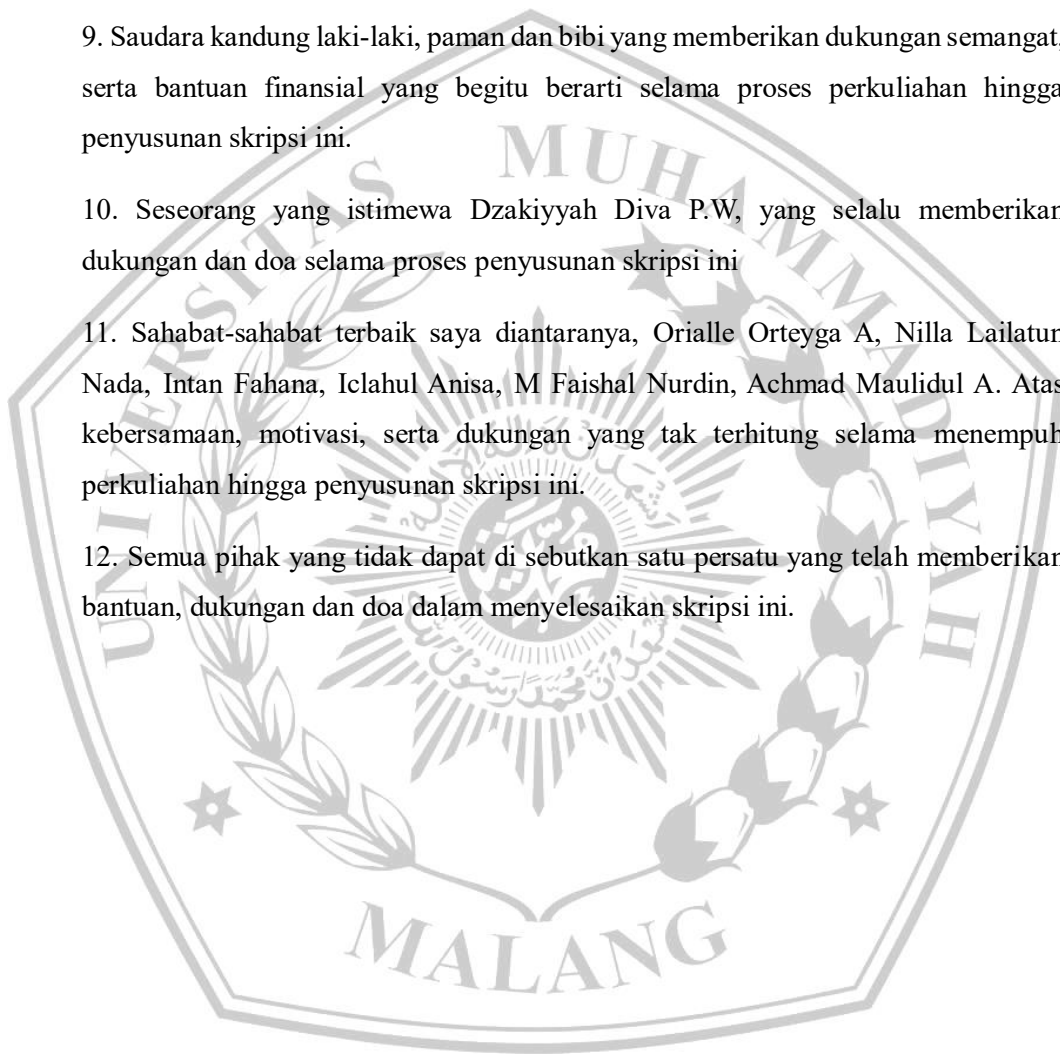 9. Saudara kandung laki-laki, paman dan bibi yang memberikan dukungan semangat,
serta bantuan finansial yang begitu berarti selama proses perkuliahan hingga
penyusunan skripsi ini.
10. Seseorang yang istimewa Dzakiyyah Diva P.W, yang selalu memberikan
dukungan dan doa selama proses penyusunan skripsi ini
11. Sahabat-sahabat terbaik saya diantaranya, Orialle Orteyga A, Nilla Lailatun
Nada, Intan Fahana, Iclahul Anisa, M Faishal Nurdin, Achmad Maulidul A. Atas
kebersamaan, motivasi, serta dukungan yang tak terhitung selama menempuh
perkuliahan hingga penyusunan skripsi ini.
12. Semua pihak yang tidak dapat di sebutkan satu persatu yang telah memberikan
bantuan, dukungan dan doa dalam menyelesaikan skripsi ini.
UNIVERSITAS MUHAMMADIYAH
MALANG